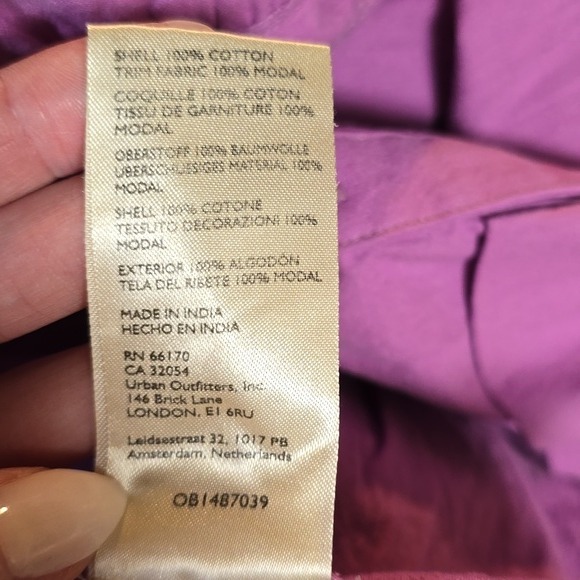 SHELL 100% COTTON
TRIM FABRIC 100% MODAL
COQUILLE 100% COTON
TISSU DE GARNITURE 100%
MODAL
OBERSTOFF 100% BAUMWOLLE
UBERSCHUESIGES MATERIAL 100%
MODAL
SHELL 100% COTONE
TESSUTO DECORAZIONI 100%
MODAL
EXTERIOR 100% ALGODÓN
TELA DEL RIBETE 100% MODAL
MADE IN INDIA
HECHO EN INDIA
RN 66170
CA 32054
Urban Outfitters, Inc.
146 Brick Lane
LONDON, E1 6RU
Leidsestraat 32, 1017 PB
Amsterdam, Netherlands
OB1487039